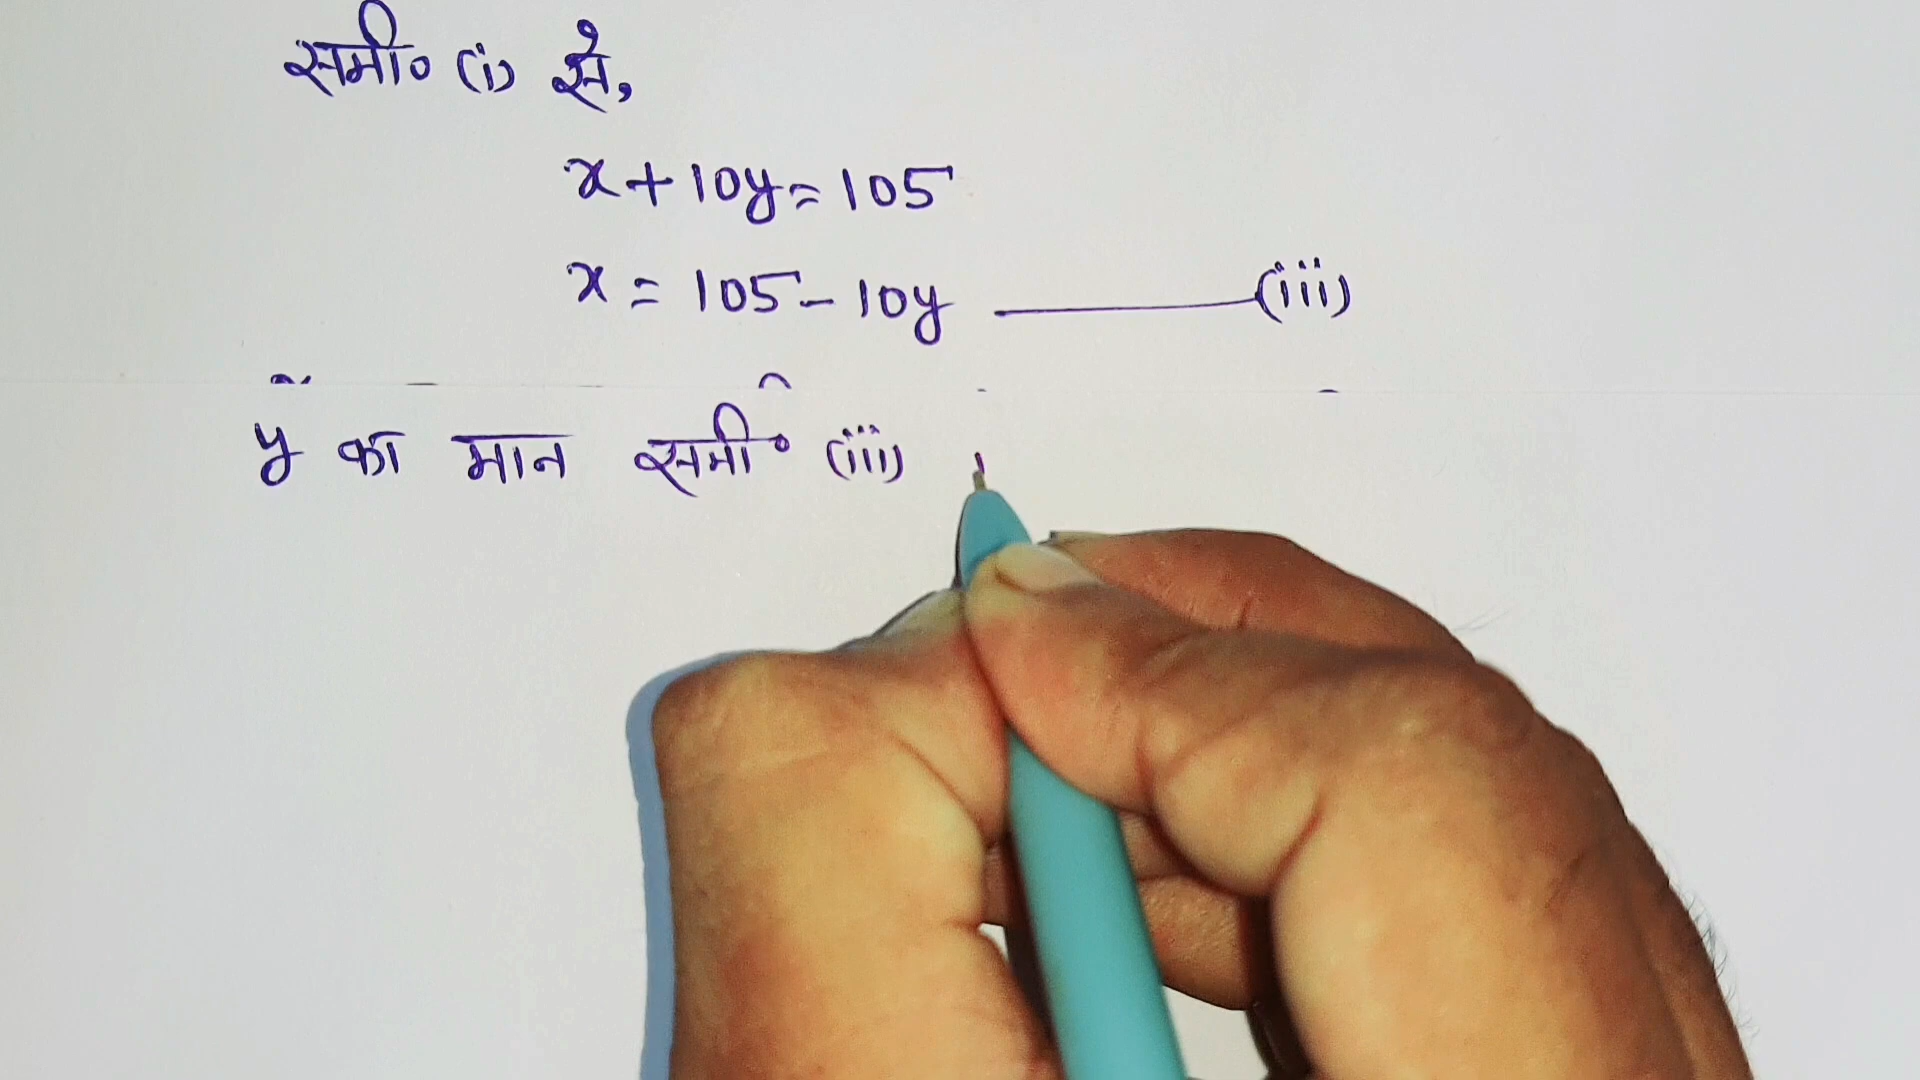 समी० (i) से,
x + 10y = 105
x = 105 - 10y ———(iii)
y का मान समी० (iii)